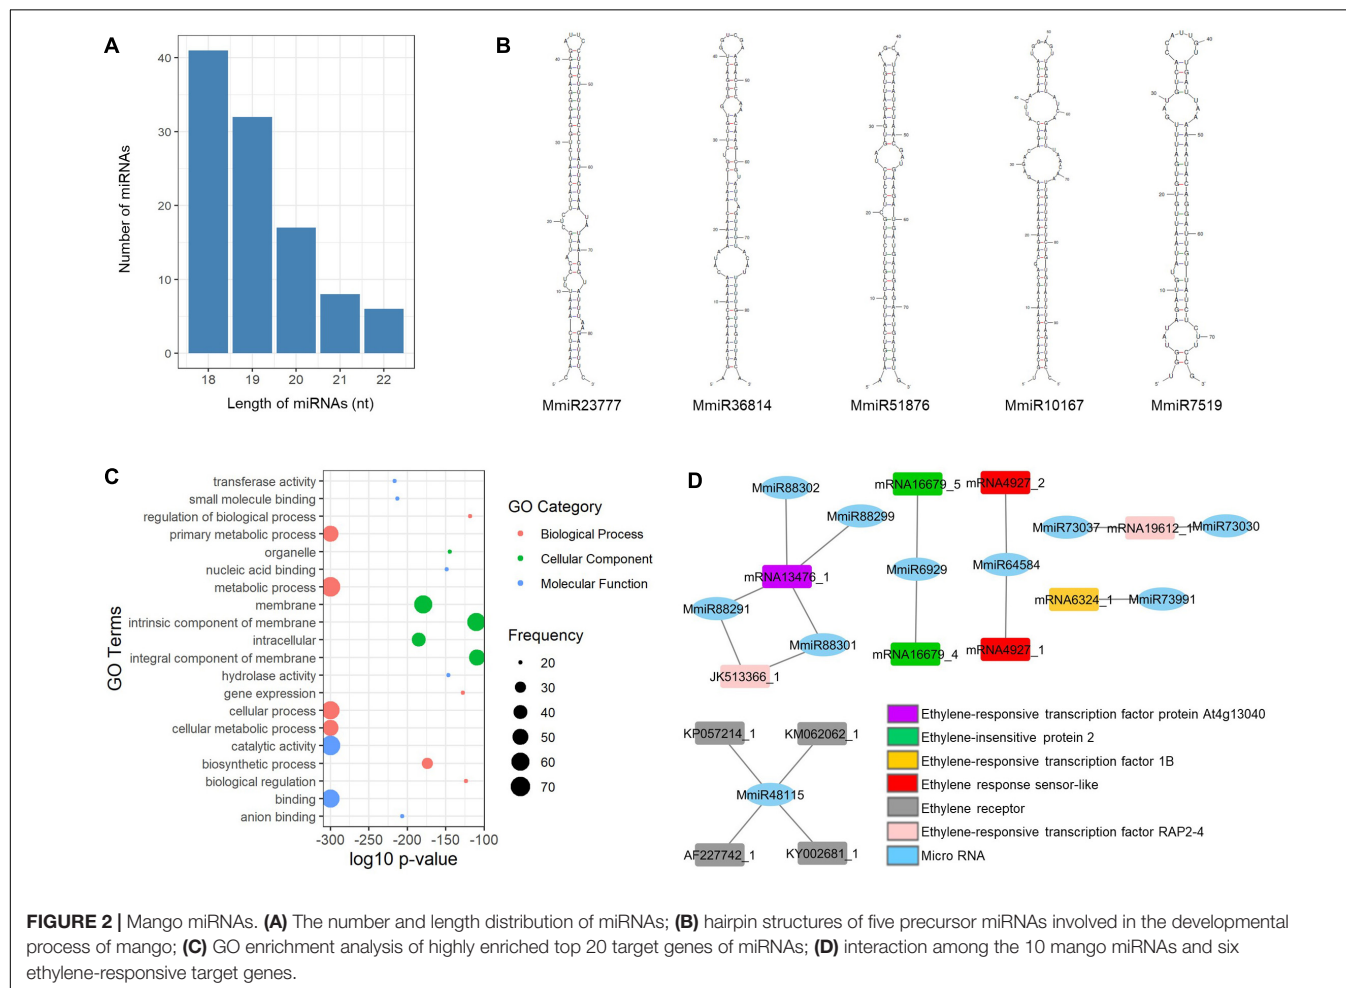 A
Number of miRNAs
40
30
20
10
0
18 19 20 21 22
Length of miRNAs (nt)
B
MmiR23777 MmiR36814 MmiR51876 MmiR10167 MmiR7519
C
GO Terms
transferase activity
small molecule binding
regulation of biological process
primary metabolic process
organelle
nucleic acid binding
metabolic process
membrane
intrinsic component of membrane
intracellular
integral component of membrane
hydrolase activity
gene expression
cellular process
cellular metabolic process
catalytic activity
biosynthetic process
biological regulation
binding
anion binding
-300 -250 -200 -150 -100
log10 p-value
GO Category
Biological Process
Cellular Component
Molecular Function
Frequency
20
30
40
50
60
70
D
MmiR88302
MmiR88299
mRNA13476_1
MmiR88291
MmiR88301
JK513366_1
mRNA16679_5
MmiR6929
mRNA16679_4
mRNA4927_2
MmiR64584
mRNA4927_1
MmiR73037 mRNA19612_1 MmiR73030
mRNA6324_1 MmiR73991
KP057214_1 KM062062_1
MmiR48115
AF227742_1 KY002681_1
Ethylene-responsive transcription factor protein At4g13040
Ethylene-insensitive protein 2
Ethylene-responsive transcription factor 1B
Ethylene response sensor-like
Ethylene receptor
Ethylene-responsive transcription factor RAP2-4
Micro RNA
FIGURE 2 | Mango miRNAs. (A) The number and length distribution of miRNAs; (B) hairpin structures of five precursor miRNAs involved in the developmental
process of mango; (C) GO enrichment analysis of highly enriched top 20 target genes of miRNAs; (D) interaction among the 10 mango miRNAs and six
ethylene-responsive target genes.